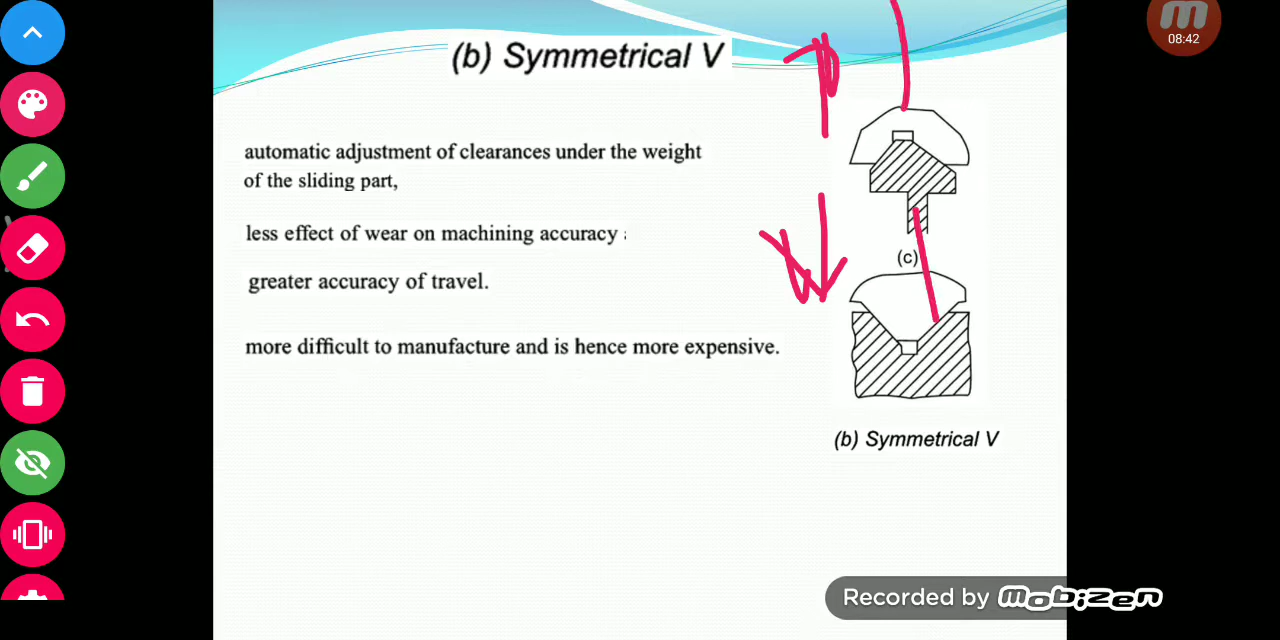 08:42
(b) Symmetrical V
automatic adjustment of clearances under the weight
of the sliding part,
less effect of wear on machining accuracy
greater accuracy of travel.
more difficult to manufacture and is hence more expensive.
(c)
(b) Symmetrical V
Recorded by mobizen